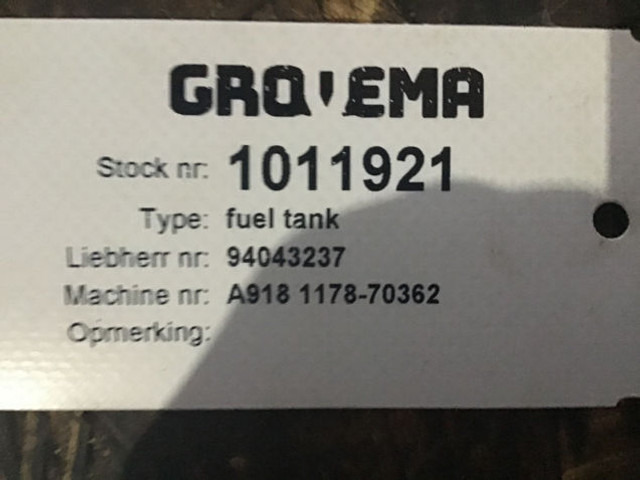 GROVEMA
Stock nr: 1011921
Type: fuel tank
Liebherr nr: 94043237
Machine nr: A918 1178-70362
Opmerking: